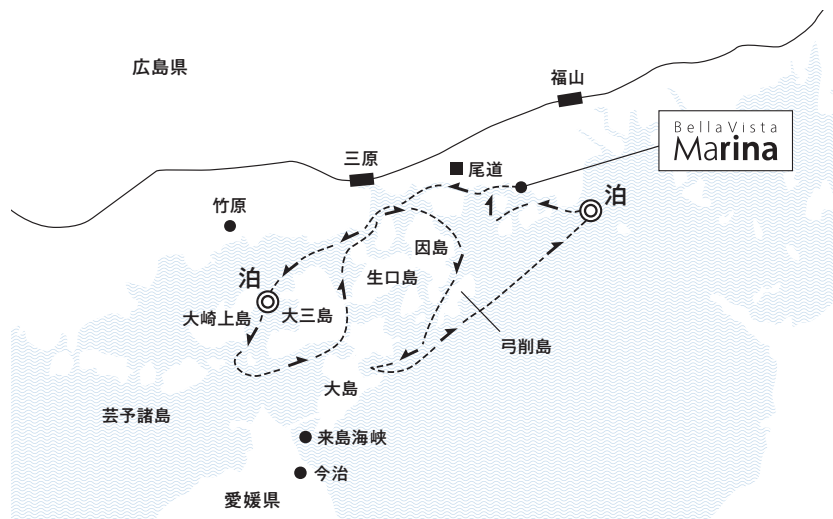 広島県
福山
BellaVista
Marina
三原
尾道
竹原
泊
因島
泊
生口島
大崎上島
大三島
弓削島
大島
芸予諸島
来島海峡
今治
愛媛県